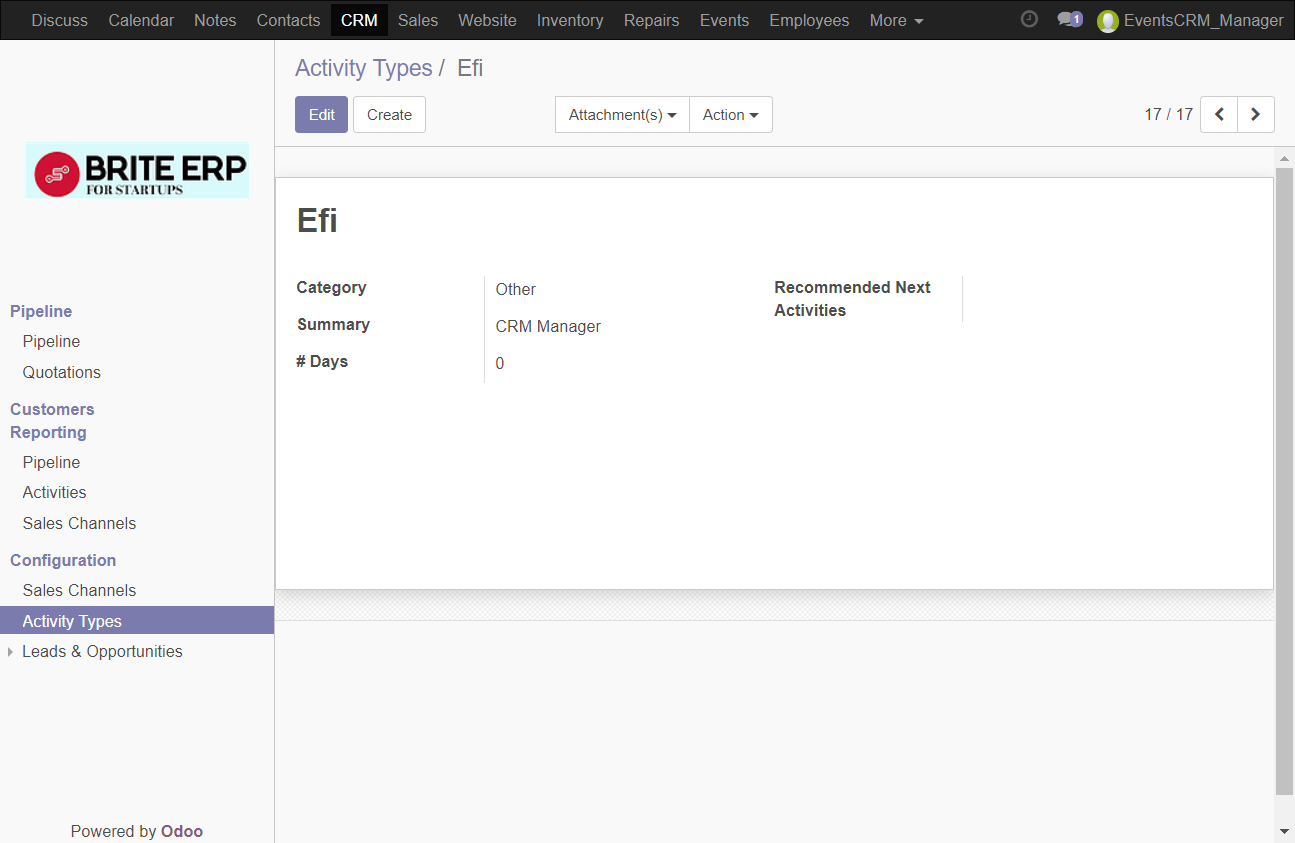 Discuss Calendar Notes Contacts CRM Sales Website Inventory Repairs Events Employees More 1 EventsCRM_Manager
BRITE ERP
FOR STARTUPS
Pipeline
Pipeline
Quotations
Customers
Reporting
Pipeline
Activities
Sales Channels
Configuration
Sales Channels
Activity Types
Leads & Opportunities
Powered by Odoo
Activity Types / Efi
Edit Create Attachment(s) Action 17 / 17
Efi
Category Other
Summary CRM Manager
# Days 0
Recommended Next
Activities